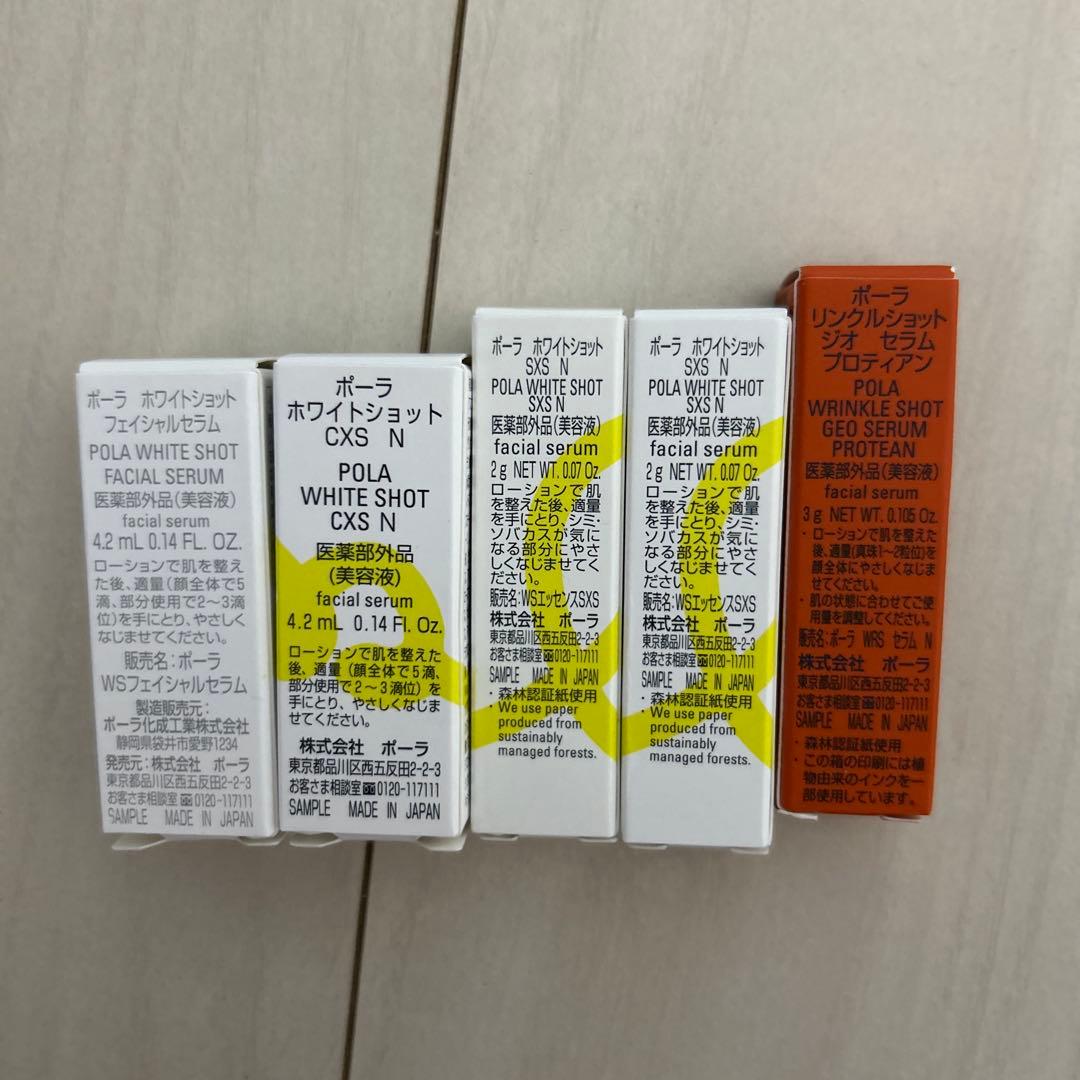 ポーラ ホワイトショット
フェイシャルセラム
POLA WHITE SHOT
FACIAL SERUM
医薬部外品(美容液)
facial serum
4.2 mL 0.14 FL. OZ.
ローションで肌を整え
た後、適量(顔全体で5
滴、部分使用で2〜3滴
位)を手にとり、やさしく
なじませてください。
販売名:ポーラ
WSフェイシャルセラム
製造販売元:
ポーラ化成工業株式会社
静岡県袋井市愛野1234
発売元:株式会社 ポーラ
東京都品川区西五反田2-2-3
お客さま相談室☎0120-117111
SAMPLE MADE IN JAPAN
ポーラ
ホワイトショット
CXS N
POLA
WHITE SHOT
CXS N
医薬部外品
(美容液)
facial serum
4.2 mL 0.14 Fl. Oz.
ローションで肌を整えた
後、適量(顔全体で5滴、
部分使用で2〜3滴位)を
手にとり、やさしくなじま
せてください。
株式会社 ポーラ
東京都品川区西五反田2-2-3
お客さま相談室☎0120-117111
SAMPLE MADE IN JAPAN
ポーラ ホワイトショット
SXS N
POLA WHITE SHOT
SXS N
医薬部外品(美容液)
facial serum
2 g NET WT. 0.07 Oz.
ローションで肌
を整えた後、適量
を手にとり、シミ・
ソバカスが気に
なる部分にやさ
しくなじませてく
ださい。
販売名:WSエッセンスSXS
株式会社 ポーラ
東京都品川区西五反田2-2-3
お客さま相談室☎0120-117111
SAMPLE MADE IN JAPAN
・森林認証紙使用
・We use paper
produced from
sustainably
managed forests.
ポーラ ホワイトショット
SXS N
POLA WHITE SHOT
SXS N
医薬部外品(美容液)
facial serum
2 g NET WT. 0.07 Oz.
ローションで肌
を整えた後、適量
を手にとり、シミ・
ソバカスが気に
なる部分にやさ
しくなじませてく
ださい。
販売名:WSエッセンスSXS
株式会社 ポーラ
東京都品川区西五反田2-2-3
お客さま相談室☎0120-117111
SAMPLE MADE IN JAPAN
・森林認証紙使用
・We use paper
produced from
sustainably
managed forests.
ポーラ
リンクルショット
ジオ セラム
プロティアン
POLA
WRINKLE SHOT
GEO SERUM
PROTEAN
医薬部外品(美容液)
facial serum
3 g NET WT. 0.105 Oz.
・ローションで肌を整えた
後、適量(真珠1〜2粒位)を
顔全体にやさしくなじま
せてください。
・肌の状態に合わせてご使
用量を調整してください。
販売名:ポーラ WRS セラム N
株式会社 ポーラ
東京都品川区西五反田2-2-3
お客さま相談室☎0120-117111
SAMPLE MADE IN JAPAN
・森林認証紙使用
・この箱の印刷には植
物由来のインクを一
部使用しています。